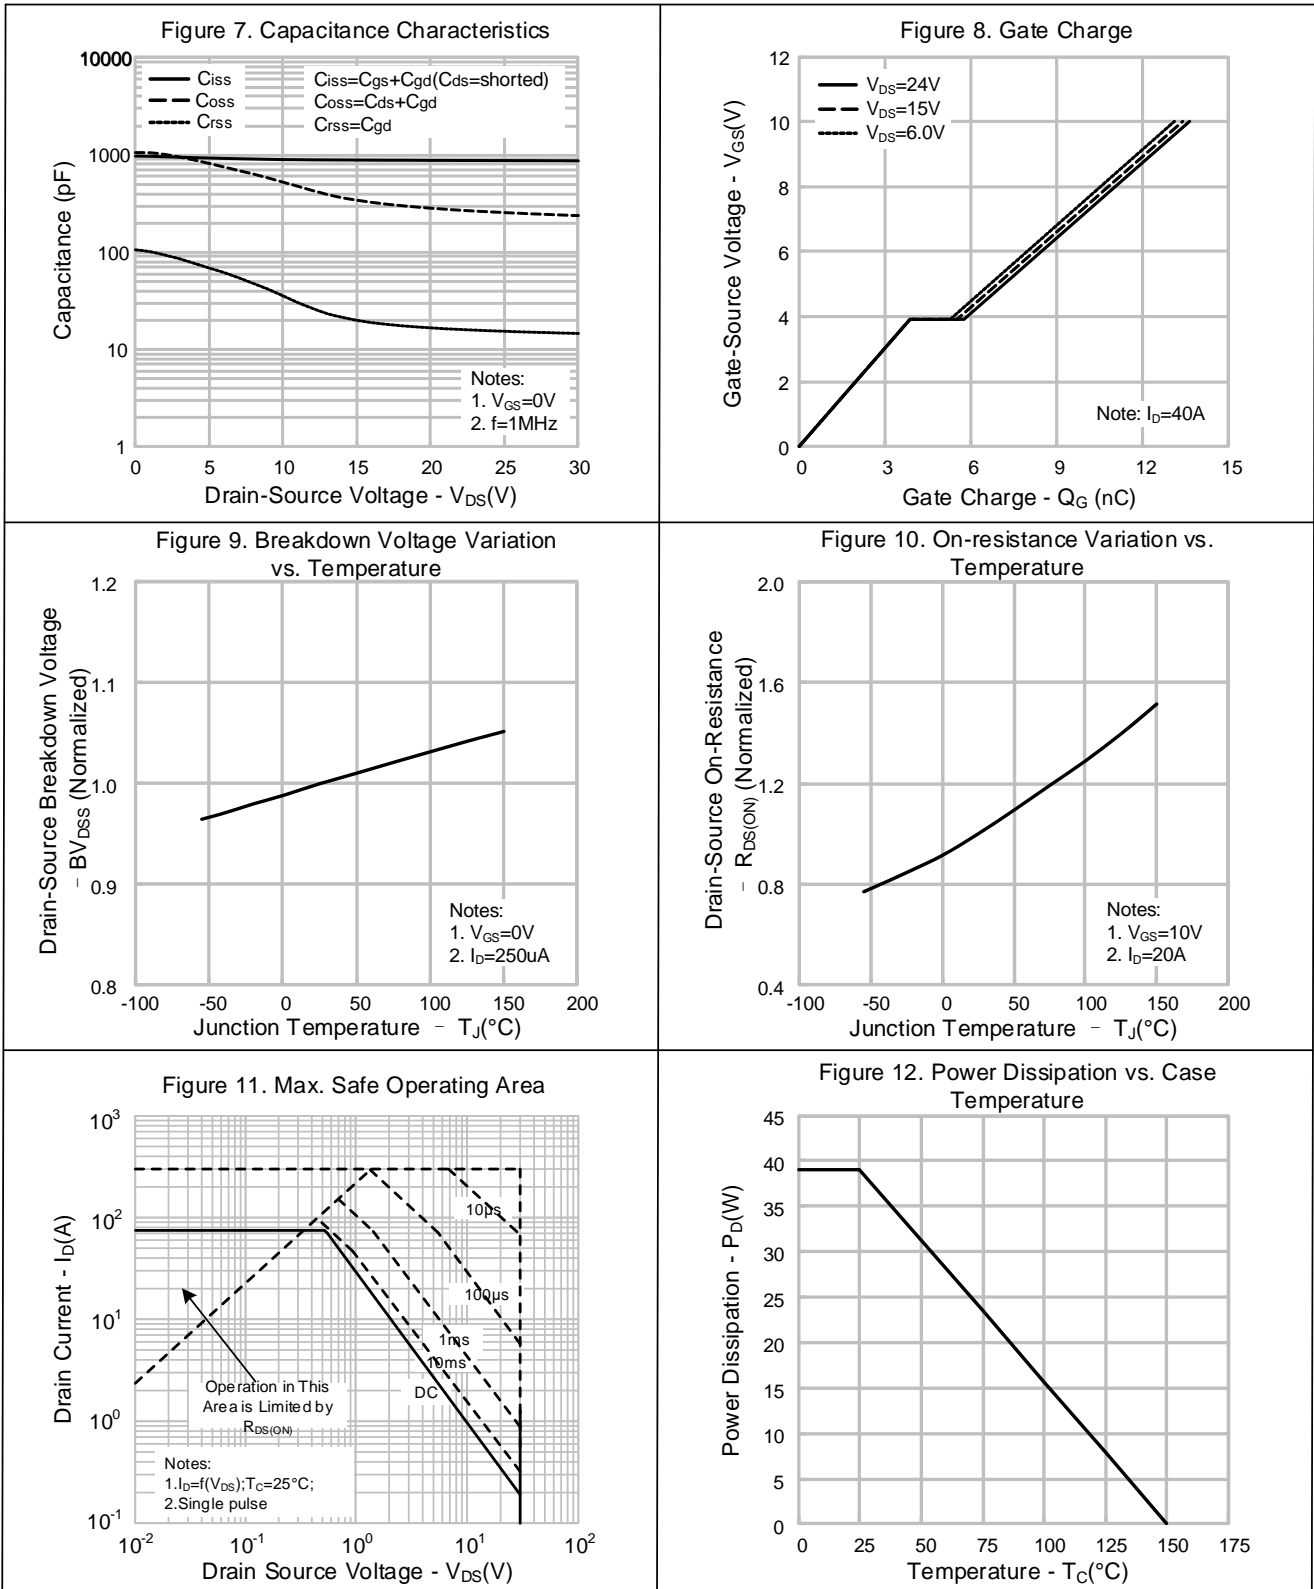 Figure 7. Capacitance Characteristics
10000
1000
100
10
1
Capacitance (pF)
Ciss
Coss
Crss
Ciss=Cgs+Cgd(Cds=shorted)
Coss=Cds+Cgd
Crss=Cgd
Notes:
1. VGS=0V
2. f=1MHz
0 5 10 15 20 25 30
Drain-Source Voltage - VDS(V)
Figure 8. Gate Charge
12
10
8
6
4
2
0
Gate-Source Voltage - VGS(V)
VDS=24V
VDS=15V
VDS=6.0V
Note: ID=40A
0 3 6 9 12 15
Gate Charge - QG (nC)
Figure 9. Breakdown Voltage Variation
vs. Temperature
1.2
1.1
1.0
0.9
0.8
Drain-Source Breakdown Voltage
– BVDSS (Normalized)
Notes:
1. VGS=0V
2. ID=250uA
-100 -50 0 50 100 150 200
Junction Temperature – TJ(°C)
Figure 10. On-resistance Variation vs.
Temperature
2.0
1.6
1.2
0.8
0.4
Drain-Source On-Resistance
– RDS(ON) (Normalized)
Notes:
1. VGS=10V
2. ID=20A
-100 -50 0 50 100 150 200
Junction Temperature – TJ(°C)
Figure 11. Max. Safe Operating Area
10³
10²
10¹
10⁰
10⁻¹
Drain Current - ID(A)
10µs
100µs
1ms
10ms
DC
Operation in This
Area is Limited by
RDS(ON)
Notes:
1.ID=f(VDS);TC=25°C;
2.Single pulse
10⁻² 10⁻¹ 10⁰ 10¹ 10²
Drain Source Voltage - VDS(V)
Figure 12. Power Dissipation vs. Case
Temperature
45
40
35
30
25
20
15
10
5
0
Power Dissipation - PD(W)
0 25 50 75 100 125 150 175
Temperature - TC(°C)